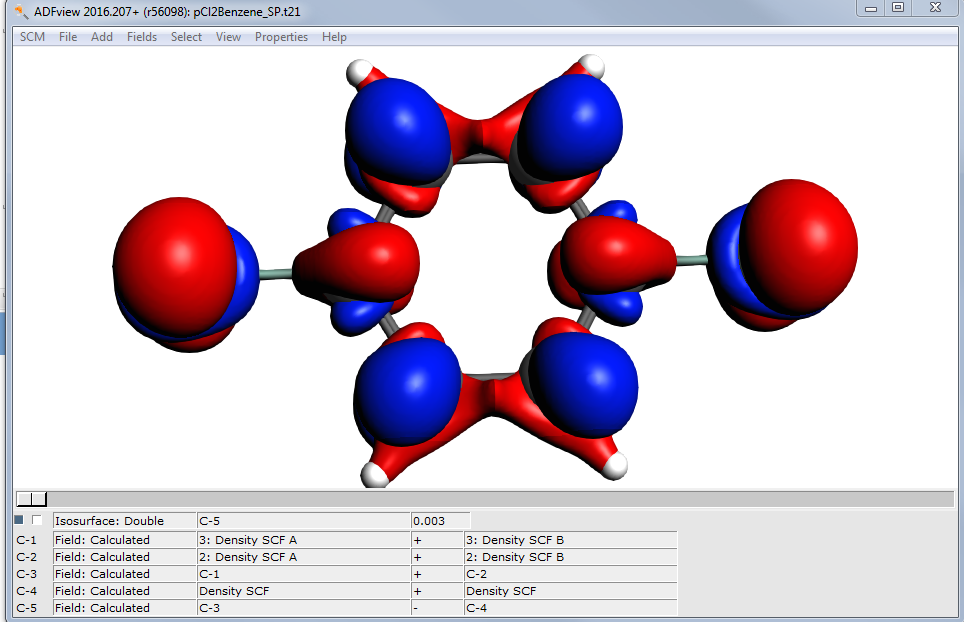 ADFview 2016.207+ (r56098): pCl2Benzene_SP.t21
SCM File Add Fields Select View Properties Help
Isosurface: Double C-5 0.003
C-1 Field: Calculated 3: Density SCF A + 3: Density SCF B
C-2 Field: Calculated 2: Density SCF A + 2: Density SCF B
C-3 Field: Calculated C-1 + C-2
C-4 Field: Calculated Density SCF + Density SCF
C-5 Field: Calculated C-3 - C-4